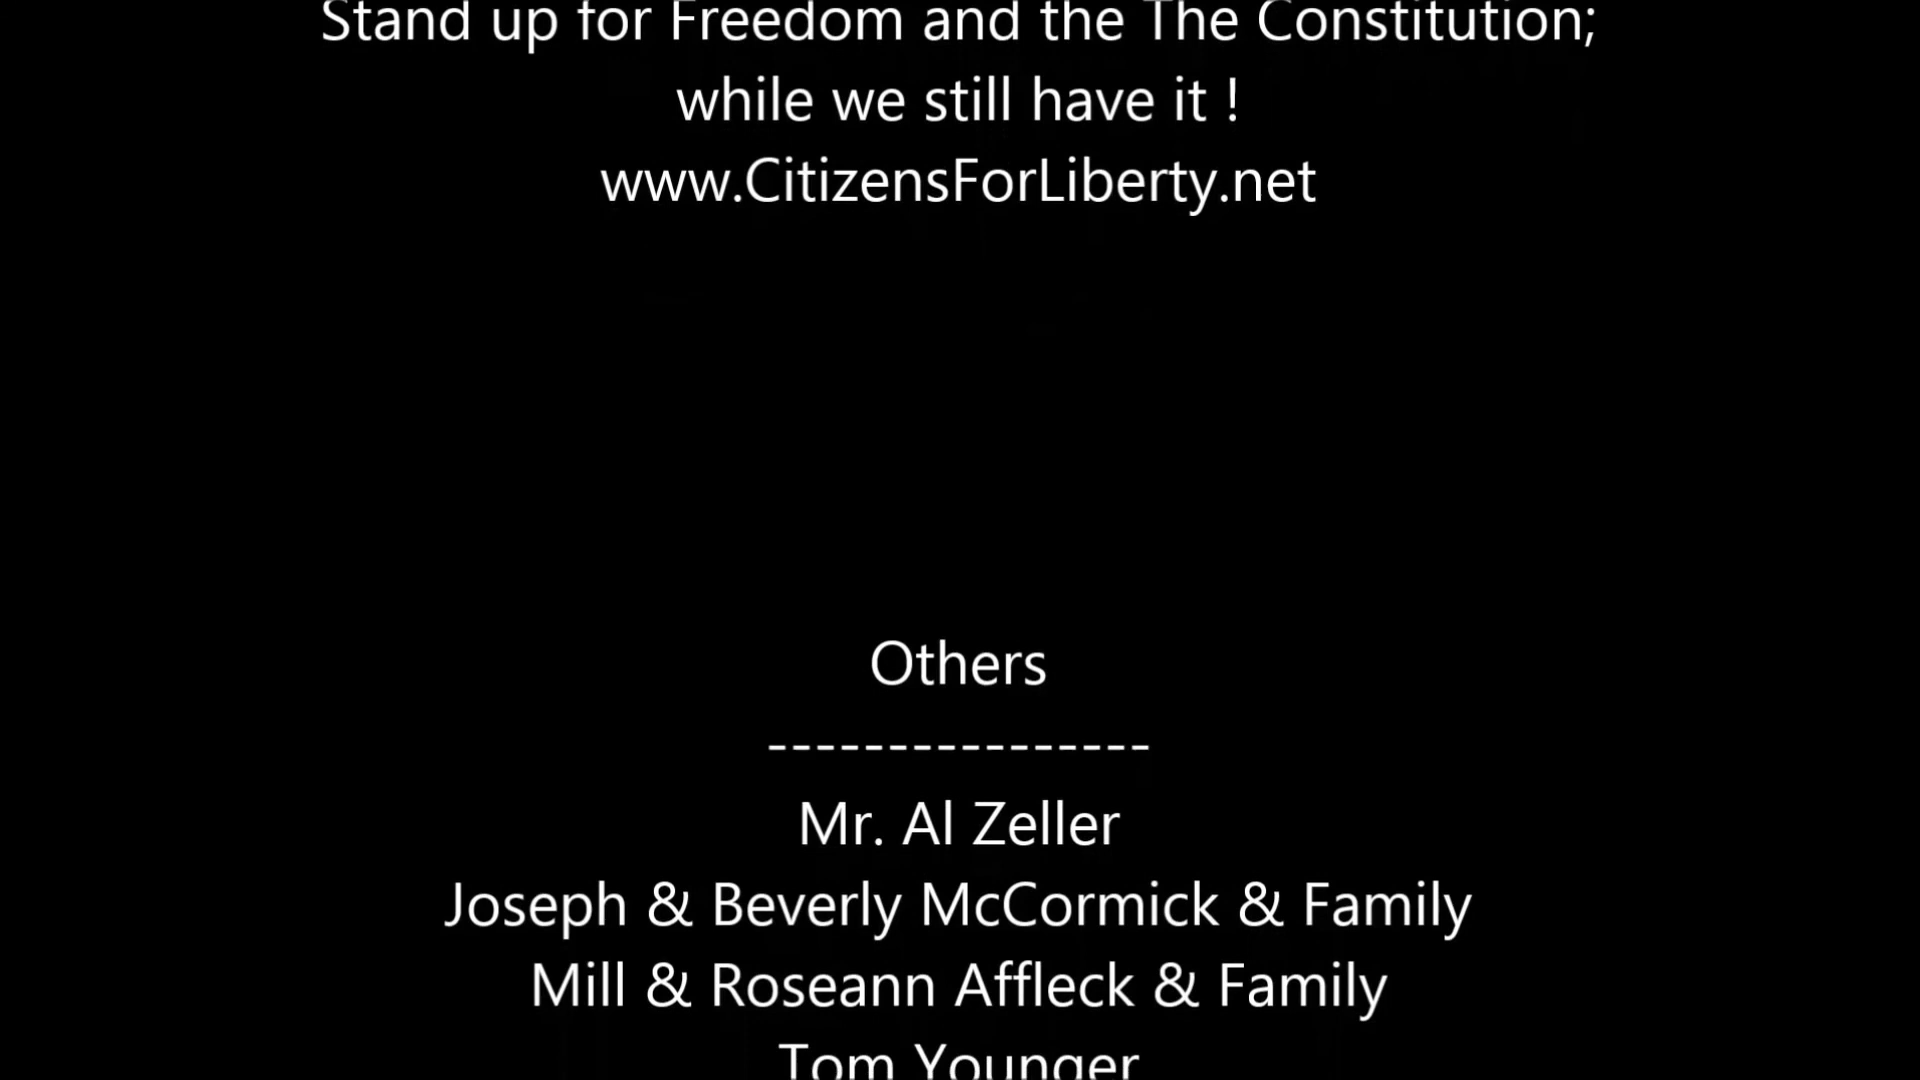 Stand up for Freedom and the The Constitution;
while we still have it !
www.CitizensForLiberty.net
Others
----------------
Mr. Al Zeller
Joseph & Beverly McCormick & Family
Mill & Roseann Affleck & Family
Tom Younger